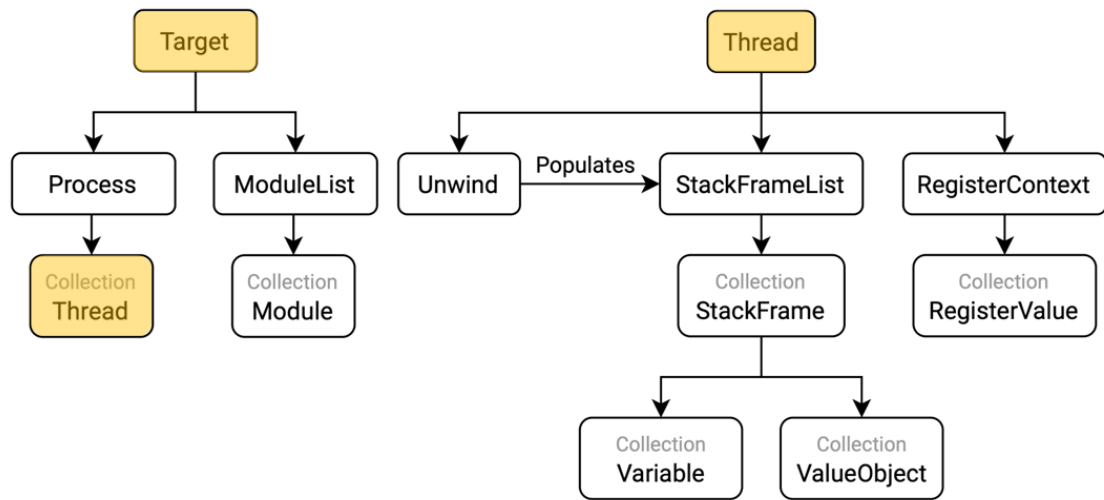 Target
Thread
Process
ModuleList
Unwind
Populates
StackFrameList
RegisterContext
Collection
Thread
Collection
Module
Collection
StackFrame
Collection
RegisterValue
Collection
Variable
Collection
ValueObject